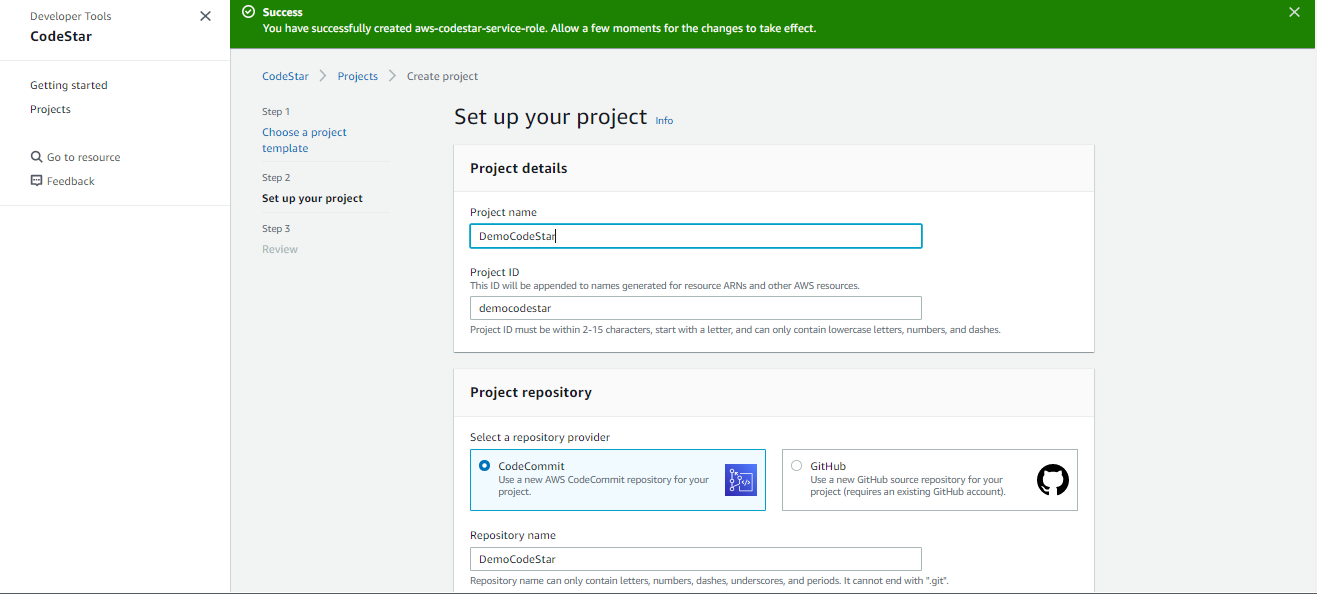 Developer Tools
CodeStar
Getting started
Projects
Go to resource
Feedback
Success
You have successfully created aws-codestar-service-role. Allow a few moments for the changes to take effect.
CodeStar
Projects
Create project
Step 1
Choose a project
template
Step 2
Set up your project
Step 3
Review
Set up your project Info
Project details
Project name
DemoCodeStar
Project ID
This ID will be appended to names generated for resource ARNs and other AWS resources.
democodestar
Project ID must be within 2-15 characters, start with a letter, and can only contain lowercase letters, numbers, and dashes.
Project repository
Select a repository provider
CodeCommit
Use a new AWS CodeCommit repository for your
project.
GitHub
Use a new GitHub source repository for your
project (requires an existing GitHub account).
Repository name
DemoCodeStar
Repository name can only contain letters, numbers, dashes, underscores, and periods. It cannot end with ".git".